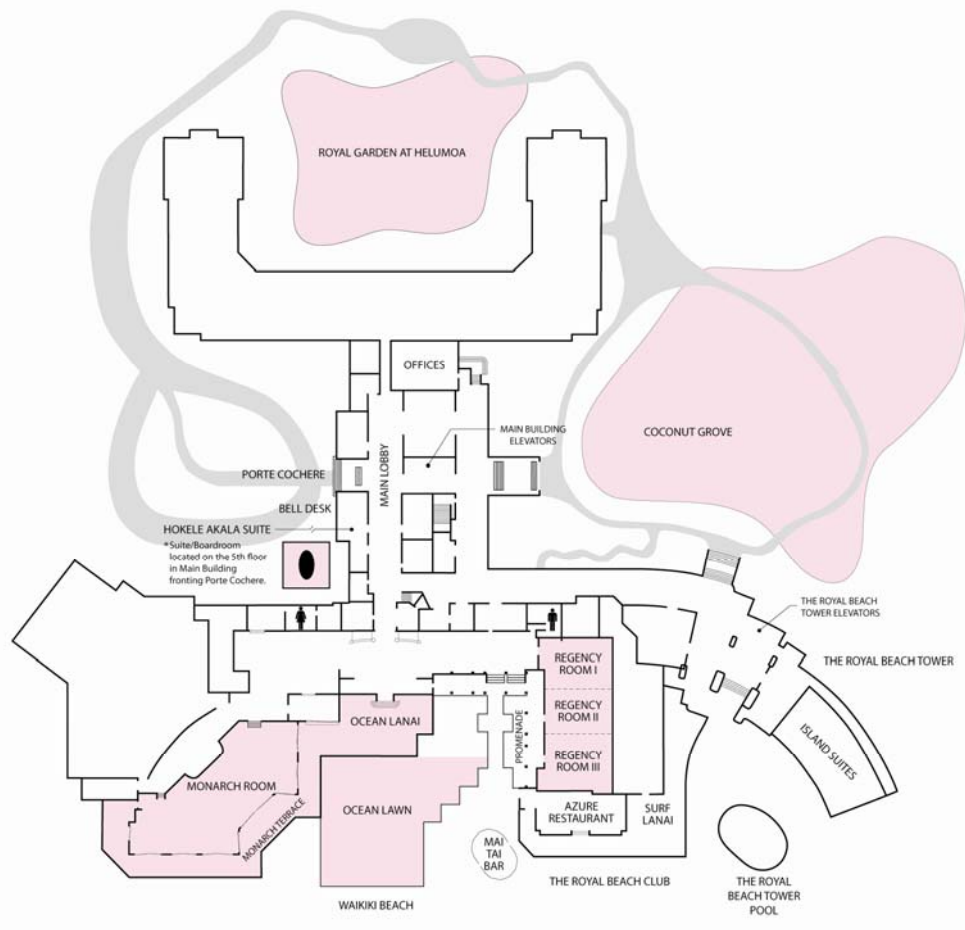 ROYAL GARDEN AT HELUMOA
OFFICES
MAIN BUILDING
ELEVATORS
COCONUT GROVE
MAIN LOBBY
PORTE COCHERE
BELL DESK
HOKELE AKALA SUITE
*Suite/Boardroom
located on the 5th floor
in Main Building
fronting Porte Cochere.
THE ROYAL BEACH
TOWER ELEVATORS
THE ROYAL BEACH TOWER
REGENCY
ROOM I
REGENCY
ROOM II
REGENCY
ROOM III
PROMENADE
OCEAN LANAI
ISLAND SUITES
MONARCH ROOM
OCEAN LAWN
MONARCH TERRACE
AZURE
RESTAURANT
SURF
LANAI
MAI
TAI
BAR
THE ROYAL BEACH CLUB
THE ROYAL
BEACH TOWER
POOL
WAIKIKI BEACH